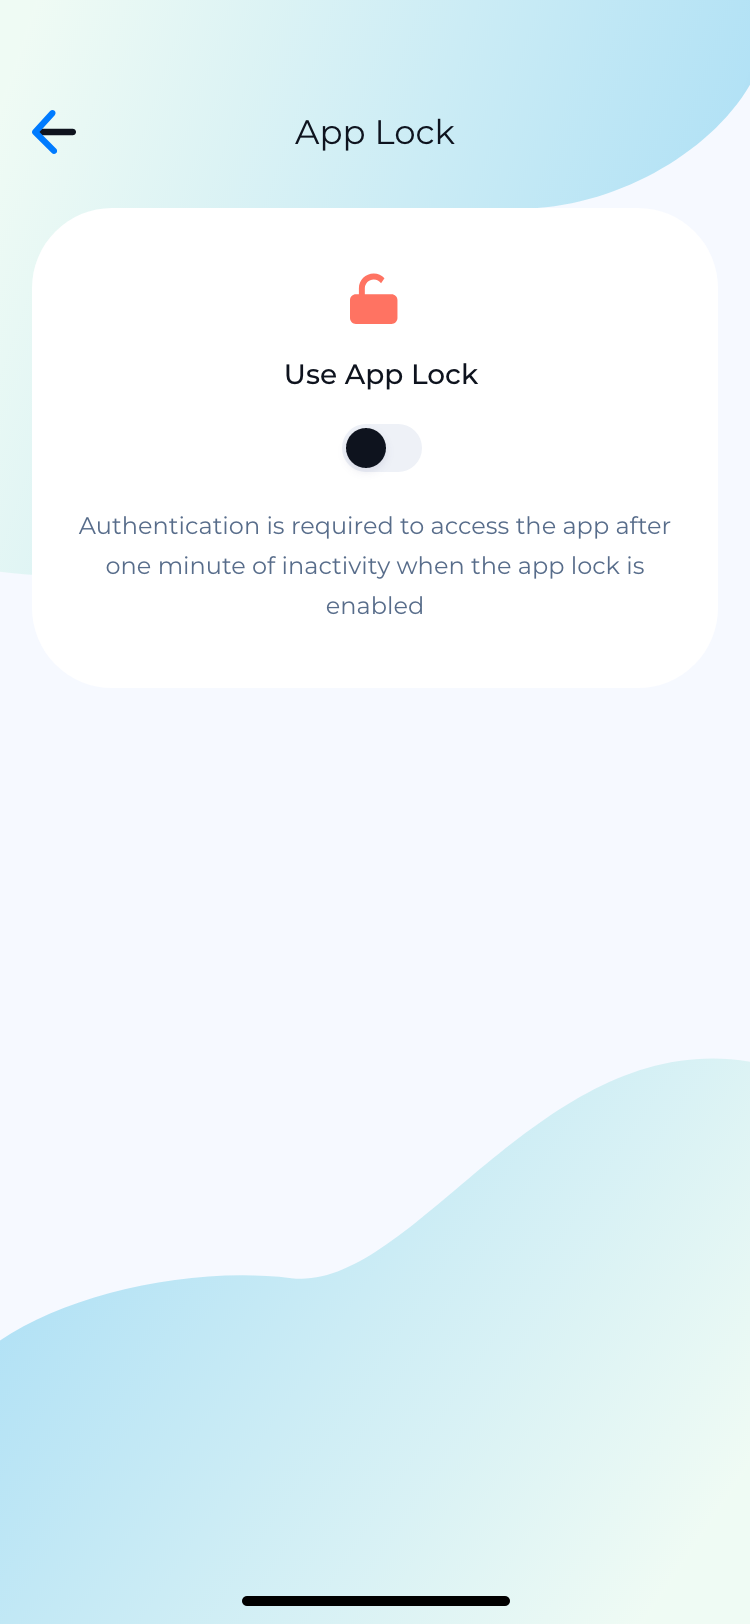 App Lock
Use App Lock
Authentication is required to access the app after
one minute of inactivity when the app lock is
enabled